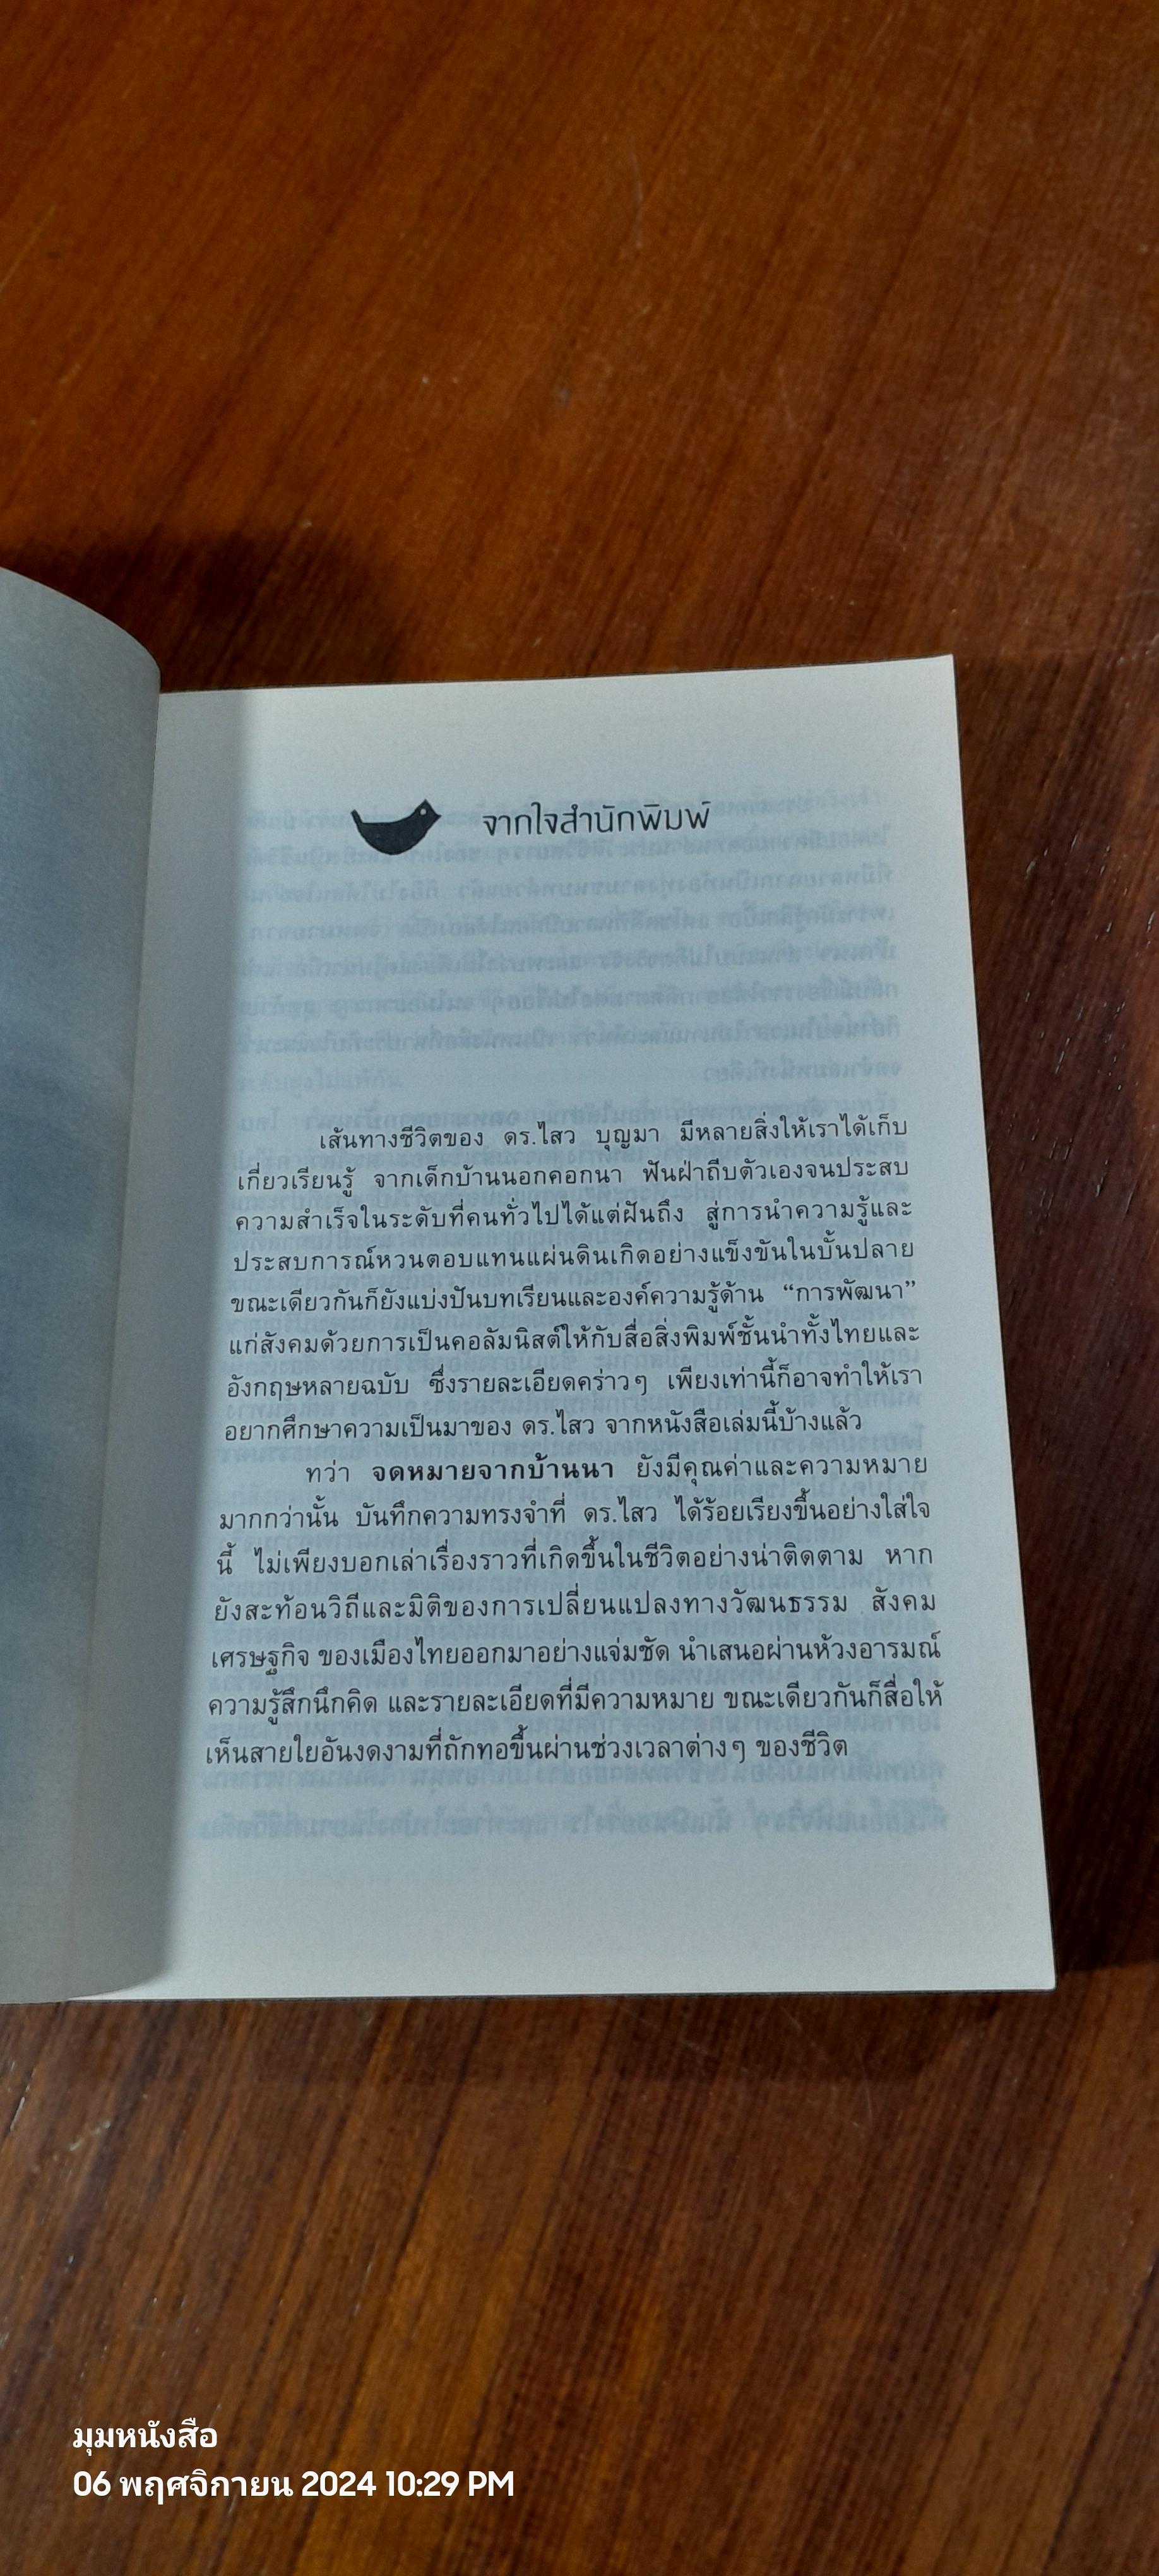 จากใจสำนักพิมพ์
เส้นทางชีวิตของ ดร.ไสว บุญมา มีหลายสิ่งให้เราได้เก็บ
เกี่ยวเรียนรู้ จากเด็กบ้านนอกคอกนา ฟันฝ่าถีบตัวเองจนประสบ
ความสำเร็จในระดับที่คนทั่วไปได้แต่ฝันถึง สู่การนำความรู้และ
ประสบการณ์หวนตอบแทนแผ่นดินเกิดอย่างแข็งขันในบั้นปลาย
ขณะเดียวกันก็ยังแบ่งปันบทเรียนและองค์ความรู้ด้าน “การพัฒนา”
แก่สังคมด้วยการเป็นคอลัมนิสต์ให้กับสื่อสิ่งพิมพ์ชั้นนำทั้งไทยและ
อังกฤษหลายฉบับ ซึ่งรายละเอียดคร่าวๆ เพียงเท่านี้ก็อาจทำให้เรา
อยากศึกษาความเป็นมาของ ดร.ไสว จากหนังสือเล่มนี้บ้างแล้ว
ทว่า จดหมายจากบ้านนา ยังมีคุณค่าและความหมาย
มากกว่านั้น บันทึกความทรงจำที่ ดร.ไสว ได้ร้อยเรียงขึ้นอย่างใส่ใจ
นี้ ไม่เพียงบอกเล่าเรื่องราวที่เกิดขึ้นในชีวิตอย่างน่าติดตาม หาก
ยังสะท้อนวิถีและมิติของการเปลี่ยนแปลงทางวัฒนธรรม สังคม
เศรษฐกิจ ของเมืองไทยออกมาอย่างแจ่มชัด นำเสนอผ่านห้วงอารมณ์
ความรู้สึกนึกคิด และรายละเอียดที่มีความหมาย ขณะเดียวกันก็สื่อให้
เห็นสายใยอันงดงามที่ถักทอขึ้นผ่านช่วงเวลาต่างๆ ของชีวิต
มุมหนังสือ
06 พฤศจิกายน 2024 10:29 PM